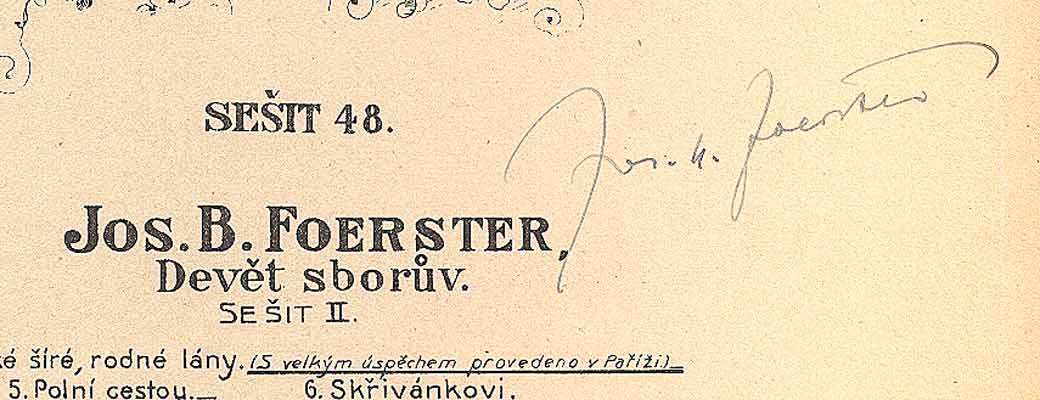 SEŠIT 48.
Jos. B. Foerster
JOS. B. FOERSTER,
Devět sborův.
SEŠIT II.
é šíré, rodné lány. (S velkým úspěchem provedeno v Paříži.)
5. Polní cestou. 6. Skřivánkovi.